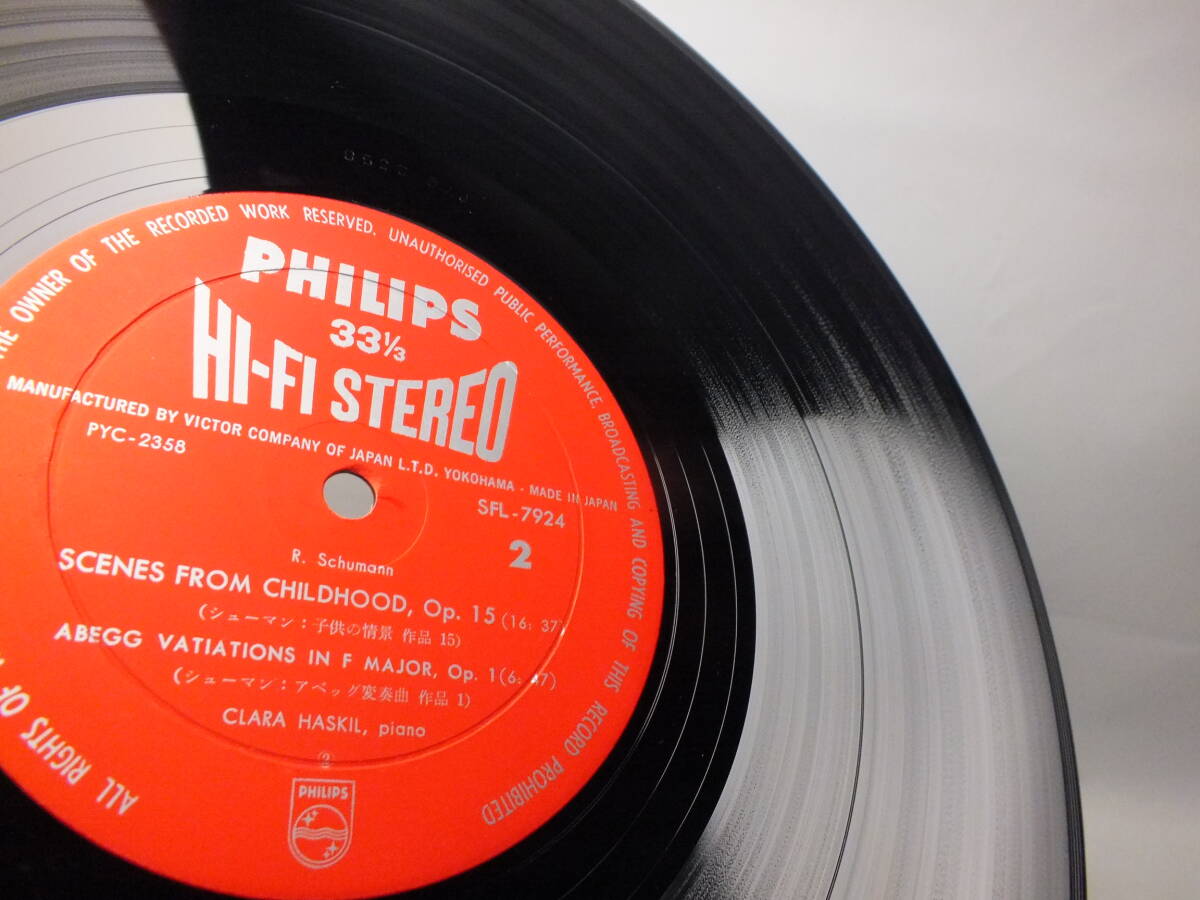 THE OWNER OF THE RECORDED WORK RESERVED. UNAUTHORISED PUBLIC PERFORMANCE. BROADCASTING AND COPYING OF THIS RECORD PROHIBITED
ALL RIGHTS OF
PHILIPS
33⅓
HI-FI STEREO
MANUFACTURED BY VICTOR COMPANY OF JAPAN L.T.D. YOKOHAMA - MADE IN JAPAN
PYC-2358
SFL-7924
2
R. Schumann
SCENES FROM CHILDHOOD, Op. 15 (16: 37)
(シューマン:子供の情景 作品 15)
ABEGG VATIATIONS IN F MAJOR, Op. 1 (6: 47)
(シューマン:アベッグ変奏曲 作品 1)
CLARA HASKIL, piano
PHILIPS